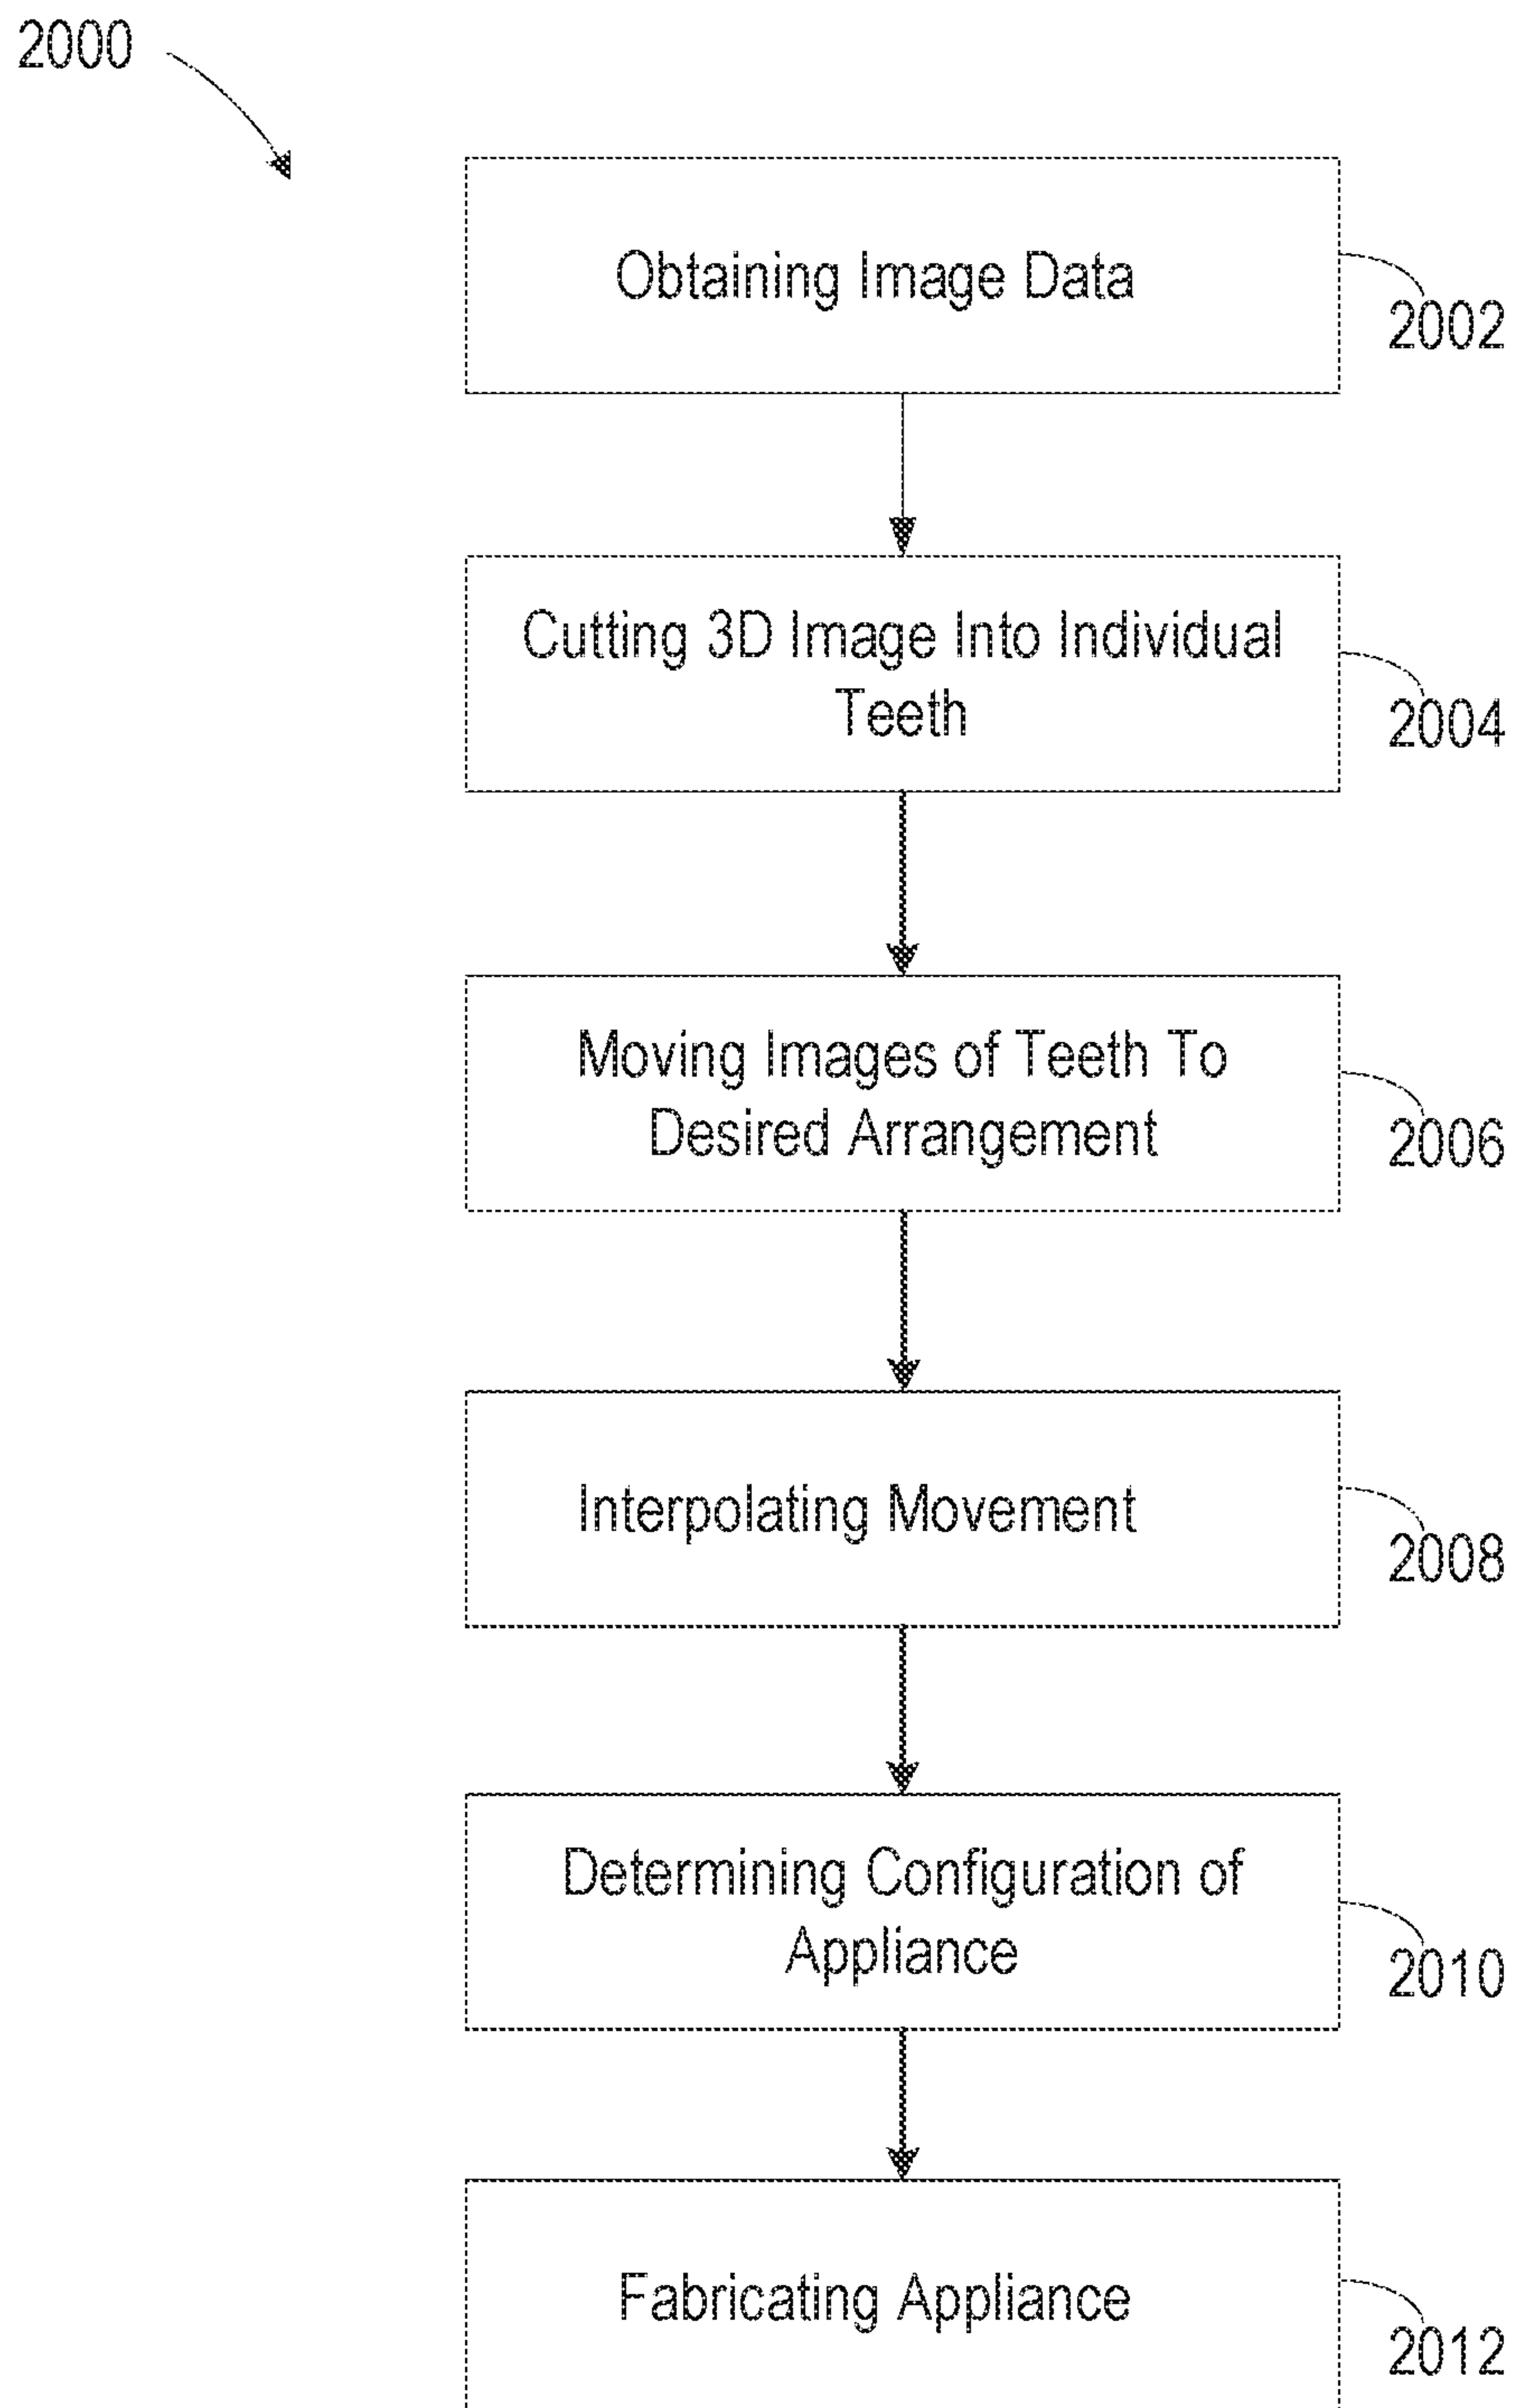 2000
Obtaining Image Data
2002
Cutting 3D Image Into Individual
Teeth
2004
Moving Images of Teeth To
Desired Arrangement
2006
Interpolating Movement
2008
Determining Configuration of
Appliance
2010
Fabricating Appliance
2012